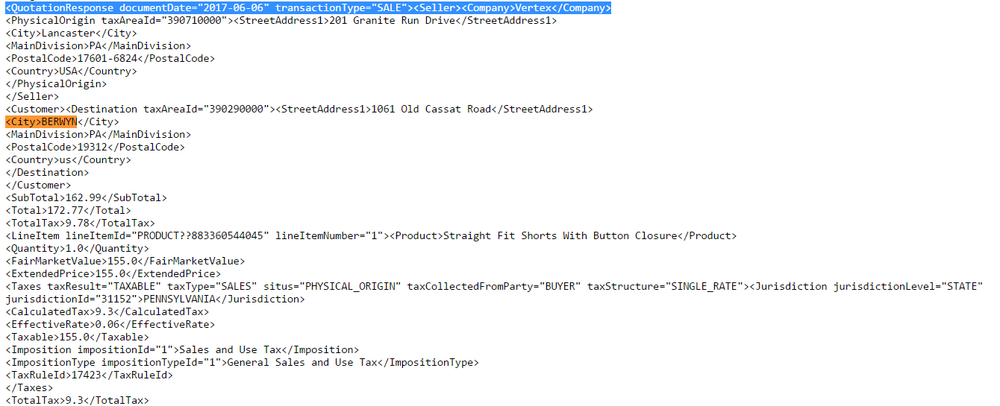 <QuotationResponse documentDate="2017-06-06" transactionType="SALE"><Seller><Company>Vertex</Company>
<PhysicalOrigin taxAreaId="390710000"><StreetAddress1>201 Granite Run Drive</StreetAddress1>
<City>Lancaster</City>
<MainDivision>PA</MainDivision>
<PostalCode>17601-6824</PostalCode>
<Country>USA</Country>
</PhysicalOrigin>
</Seller>
<Customer><Destination taxAreaId="390290000"><StreetAddress1>1061 Old Cassat Road</StreetAddress1>
<City>BERWYN</City>
<MainDivision>PA</MainDivision>
<PostalCode>19312</PostalCode>
<Country>us</Country>
</Destination>
</Customer>
<SubTotal>162.99</SubTotal>
<Total>172.77</Total>
<TotalTax>9.78</TotalTax>
<LineItem lineItemId="PRODUCT??883360544045" lineItemNumber="1"><Product>Straight Fit Shorts With Button Closure</Product>
<Quantity>1.0</Quantity>
<FairMarketValue>155.0</FairMarketValue>
<ExtendedPrice>155.0</ExtendedPrice>
<Taxes taxResult="TAXABLE" taxType="SALES" situs="PHYSICAL_ORIGIN" taxCollectedFromParty="BUYER" taxStructure="SINGLE_RATE"><Jurisdiction jurisdictionLevel="STATE"
jurisdictionId="31152">PENNSYLVANIA</Jurisdiction>
<CalculatedTax>9.3</CalculatedTax>
<EffectiveRate>0.06</EffectiveRate>
<Taxable>155.0</Taxable>
<Imposition impositionId="1">Sales and Use Tax</Imposition>
<ImpositionType impositionTypeId="1">General Sales and Use Tax</ImpositionType>
<TaxRuleId>17423</TaxRuleId>
</Taxes>
<TotalTax>9.3</TotalTax>